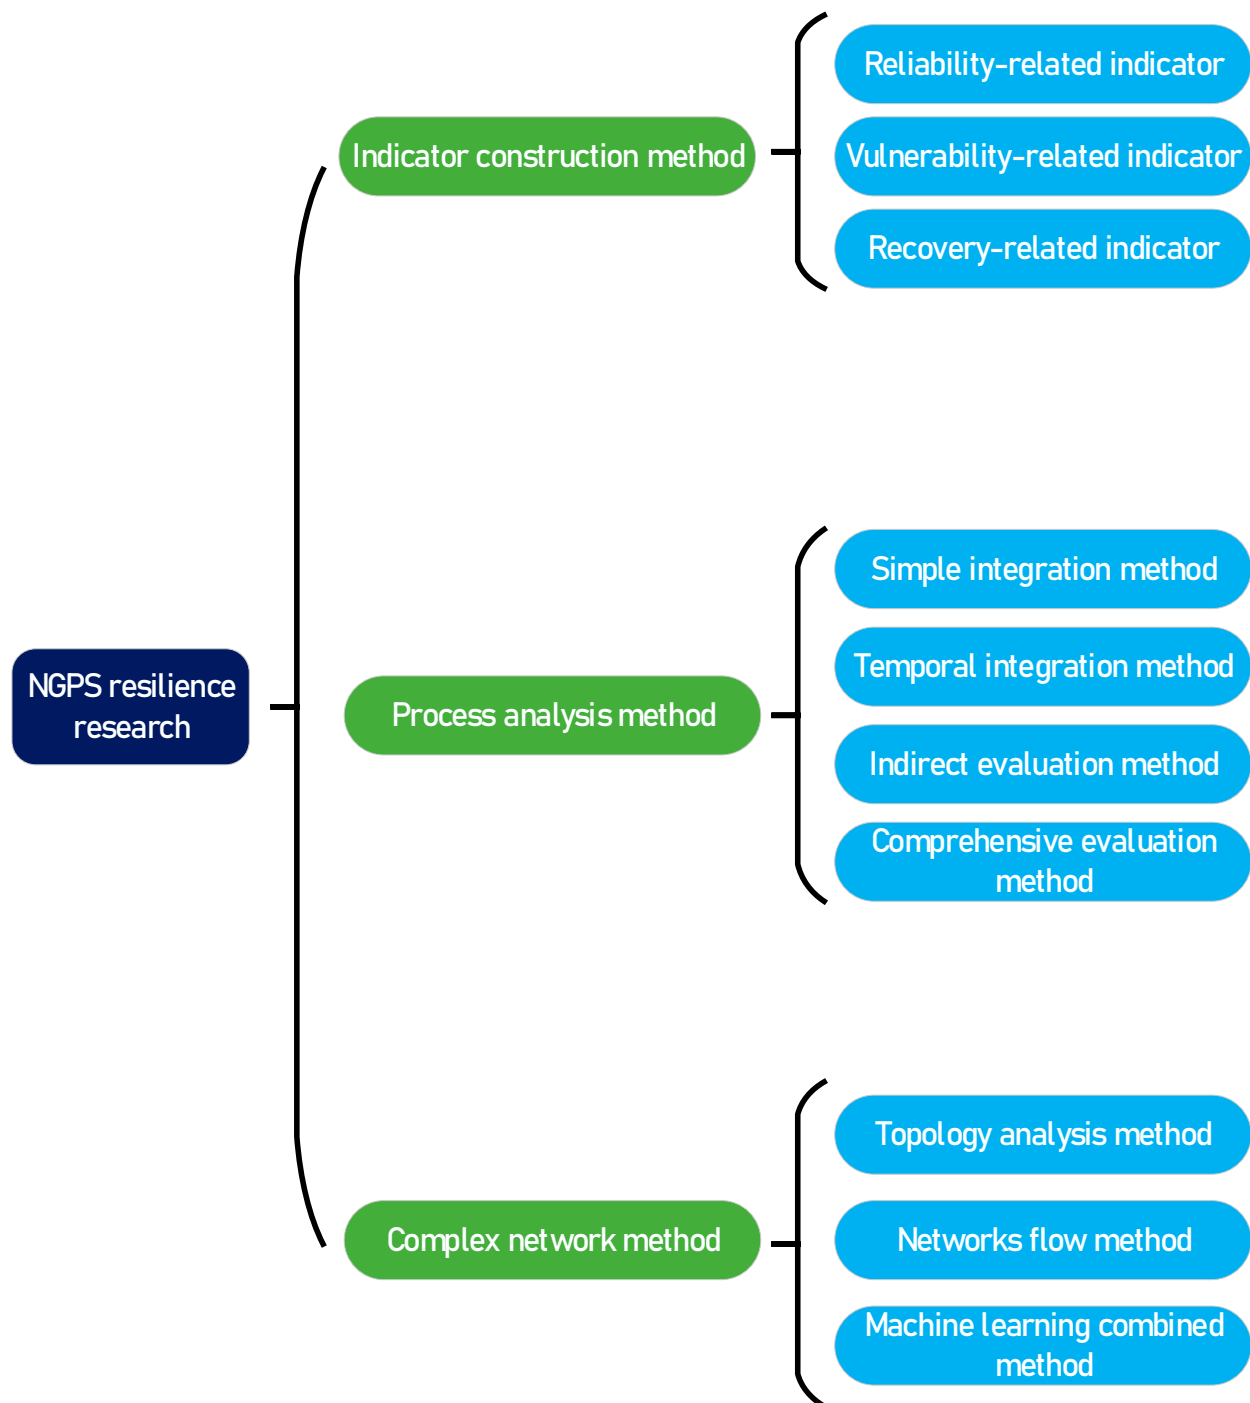 Reliability-related indicator
Indicator construction method
Vulnerability-related indicator
Recovery-related indicator
Simple integration method
Temporal integration method
NGPS resilience
research
Process analysis method
Indirect evaluation method
Comprehensive evaluation
method
Topology analysis method
Complex network method
Networks flow method
Machine learning combined
method